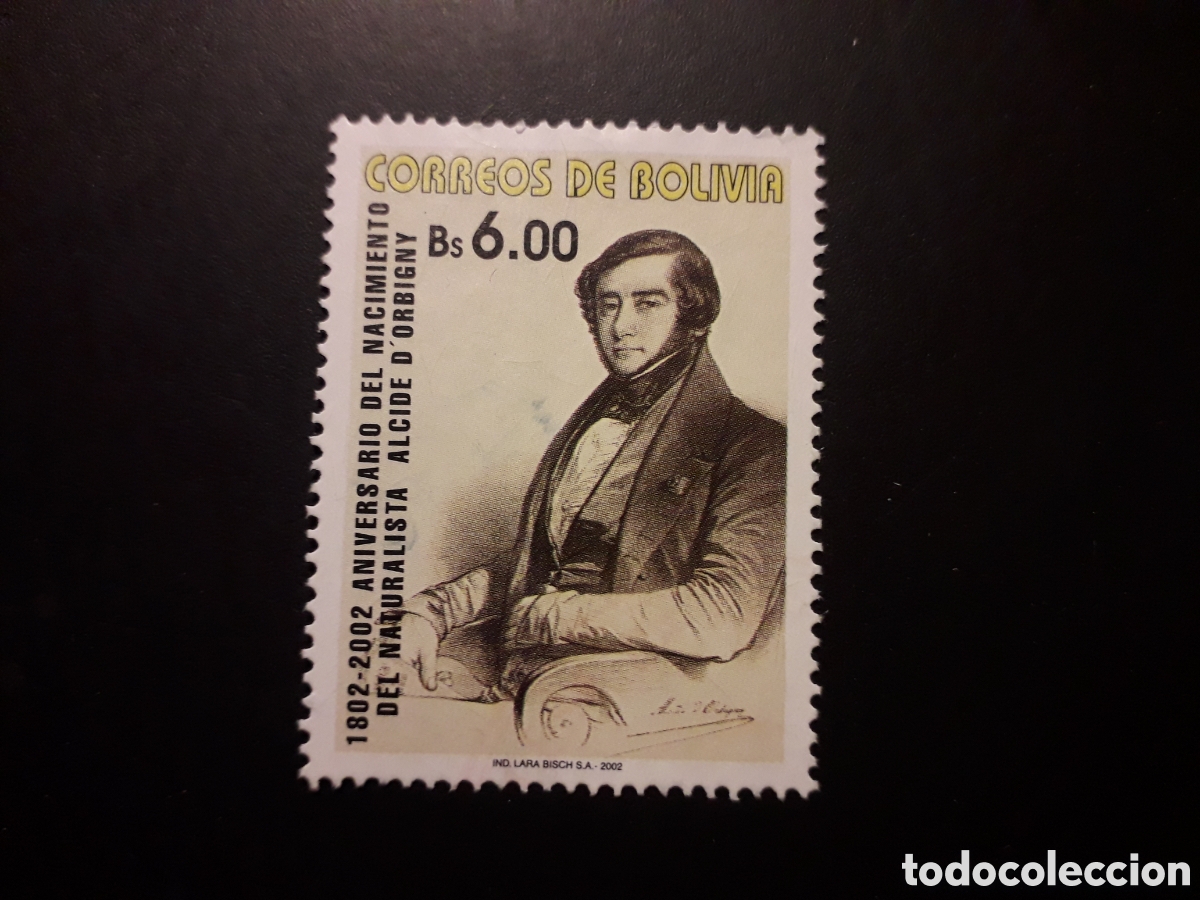 CORREOS DE BOLIVIA
Bs 6.00
1802-2002 ANIVERSARIO DEL NACIMIENTO
DEL NATURALISTA ALCIDE D´ORBIGNY
IND. LARA BISCH S.A.- 2002
todocoleccion